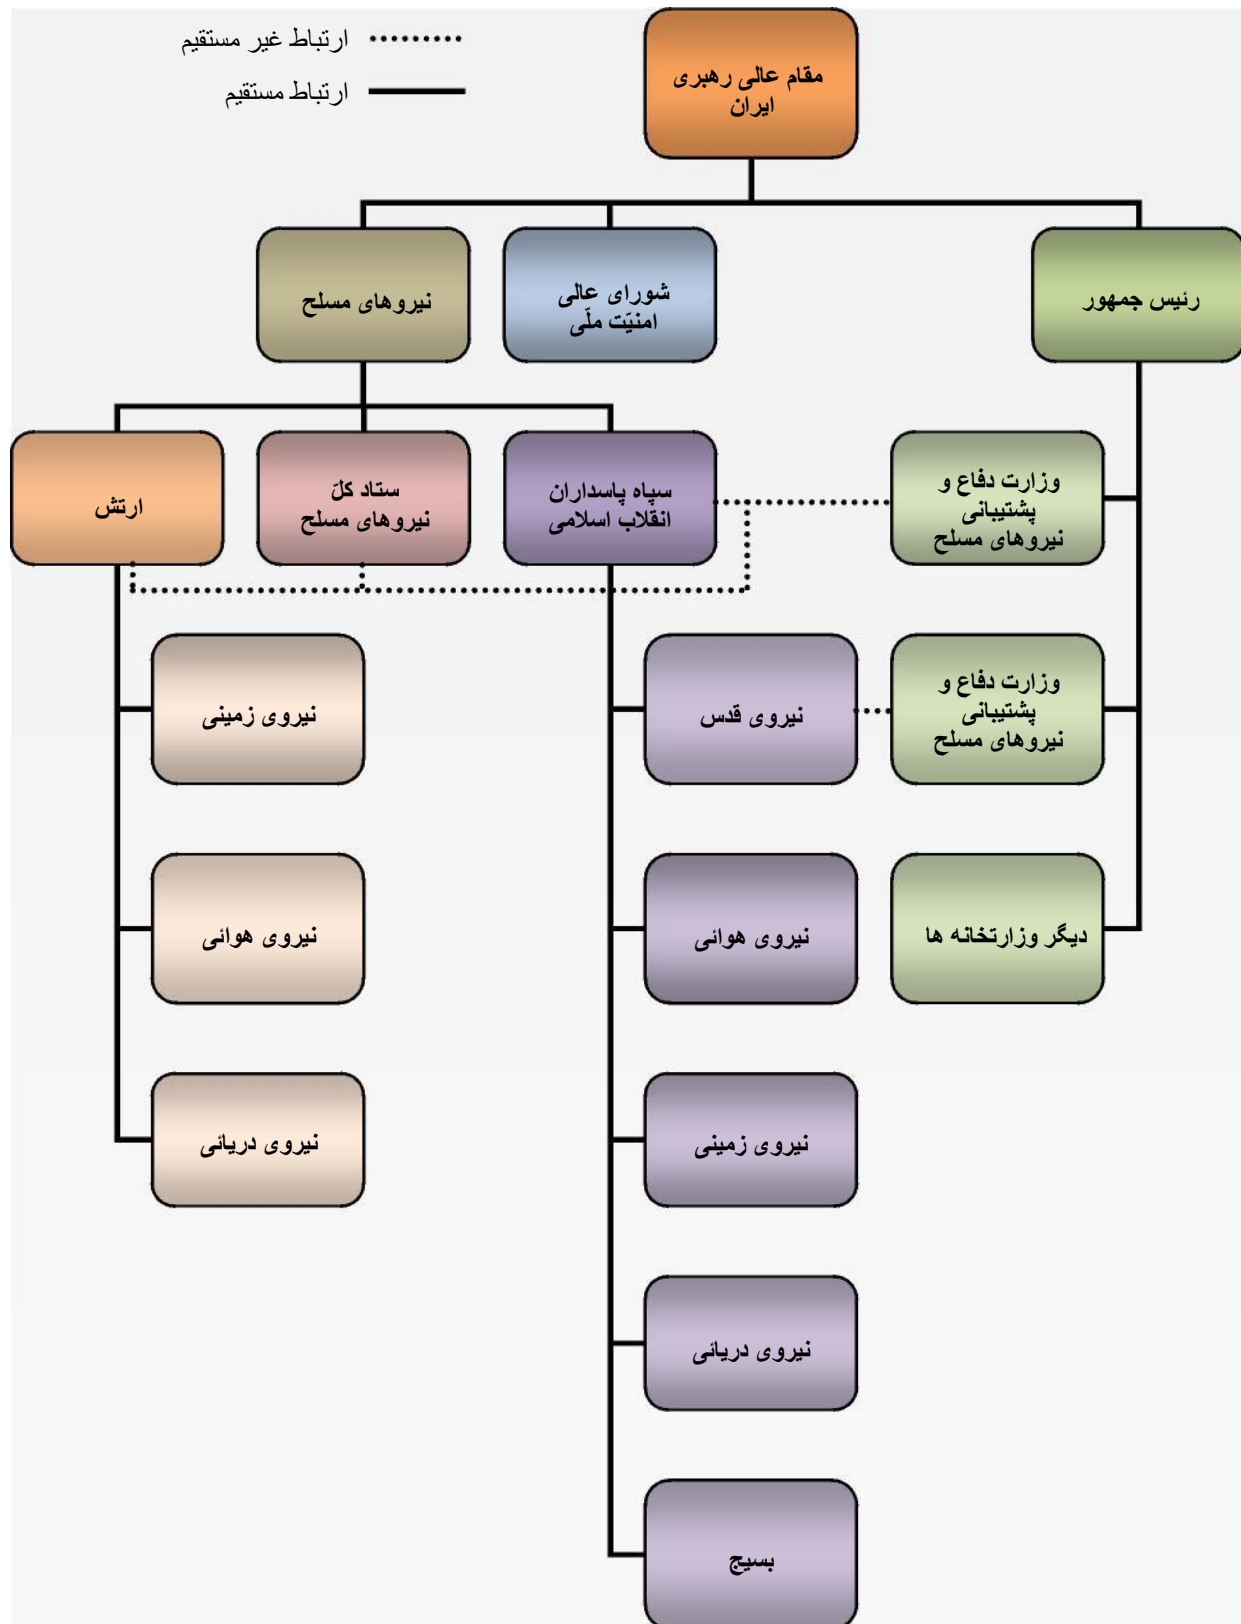 ارتباط غیر مستقیم
ارتباط مستقیم
مقام عالی رهبری
ایران
رئیس جمهور
شورای عالی
امنیّت ملّی
نیروهای مسلح
وزارت دفاع و
پشتیبانی
نیروهای مسلح
سپاه پاسداران
انقلاب اسلامی
ستاد کلّ
نیروهای مسلح
ارتش
وزارت دفاع و
پشتیبانی
نیروهای مسلح
نیروی قدس
نیروی زمینی
دیگر وزارتخانه ها
نیروی هوائی
نیروی هوائی
نیروی زمینی
نیروی دریائی
نیروی دریائی
بسیج